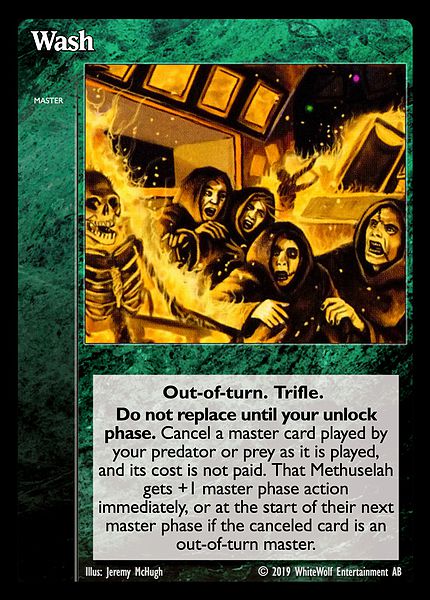 Wash
MASTER
Out-of-turn. Trifle.
Do not replace until your unlock
phase. Cancel a master card played by
your predator or prey as it is played,
and its cost is not paid. That Methuselah
gets +1 master phase action
immediately, or at the start of their next
master phase if the canceled card is an
out-of-turn master.
Illus: Jeremy McHugh © 2019 WhiteWolf Entertainment AB